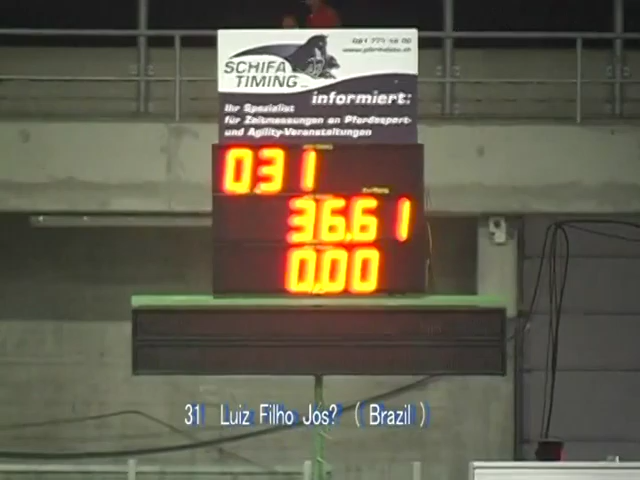 SCHIFA
TIMING
informiert:
Ihr Spezialist
für Zeitmessungen an Pferdesport-
und Agility-Veranstaltungen
031
36.61
0.00
31 Luiz Filho Jós? ( Brazil )